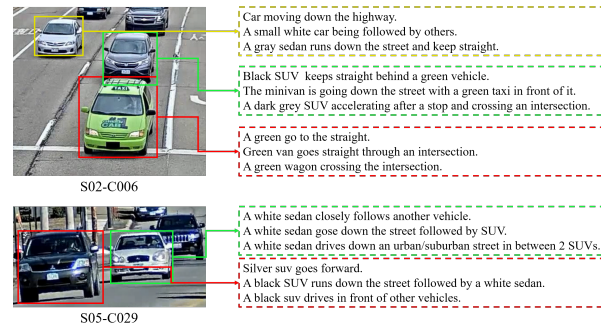 Car moving down the highway.
A small white car being followed by others.
A gray sedan runs down the street and keep straight.
Black SUV keeps straight behind a green vehicle.
The minivan is going down the street with a green taxi in front of it.
A dark grey SUV accelerating after a stop and crossing an intersection.
TAXI
CAB
A green go to the straight.
Green van goes straight through an intersection.
A green wagon crossing the intersection.
S02-C006
A white sedan closely follows another vehicle.
A white sedan gose down the street followed by SUV.
A white sedan drives down an urban/suburban street in between 2 SUVs.
Silver suv goes forward.
A black SUV runs down the street followed by a white sedan.
A black suv drives in front of other vehicles.
S05-C029